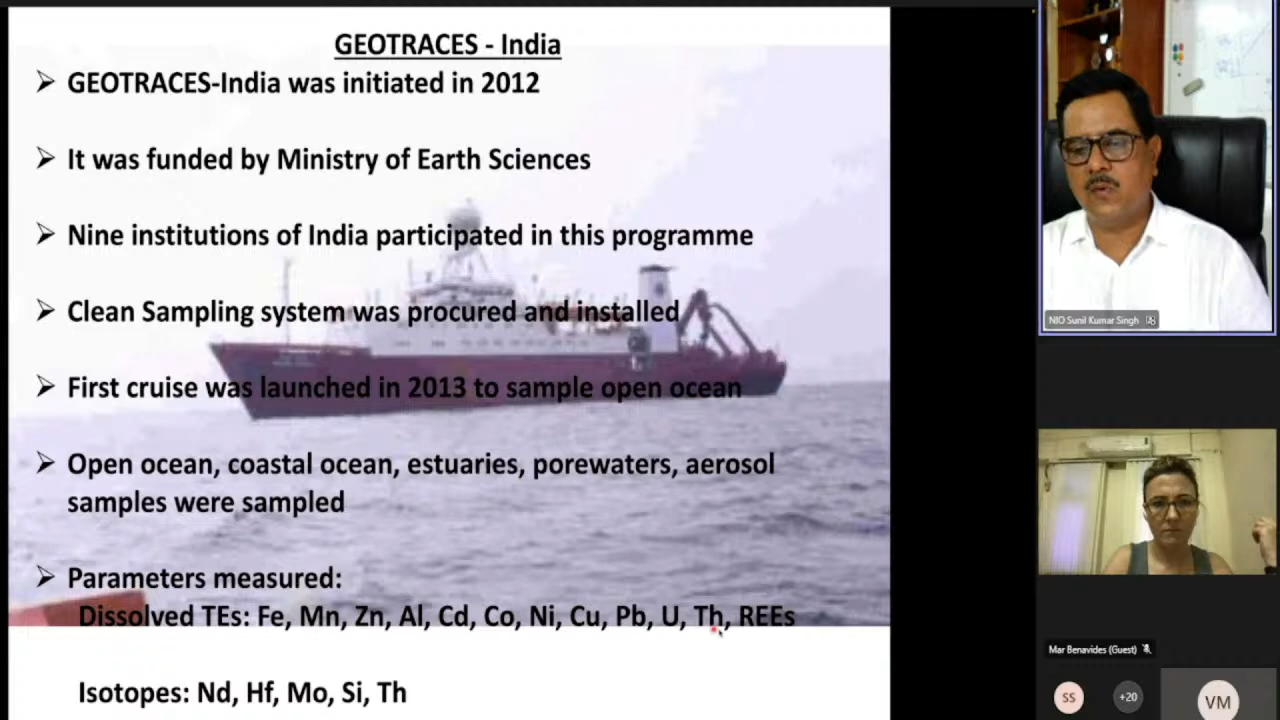 GEOTRACES - India
➢ GEOTRACES-India was initiated in 2012
➢ It was funded by Ministry of Earth Sciences
➢ Nine institutions of India participated in this programme
➢ Clean Sampling system was procured and installed
➢ First cruise was launched in 2013 to sample open ocean
➢ Open ocean, coastal ocean, estuaries, porewaters, aerosol
samples were sampled
➢ Parameters measured:
Dissolved TEs: Fe, Mn, Zn, Al, Cd, Co, Ni, Cu, Pb, U, Th, REEs
Isotopes: Nd, Hf, Mo, Si, Th
NIO Sunil Kumar Singh
Mar Benavides (Guest)
SS
+20
VM